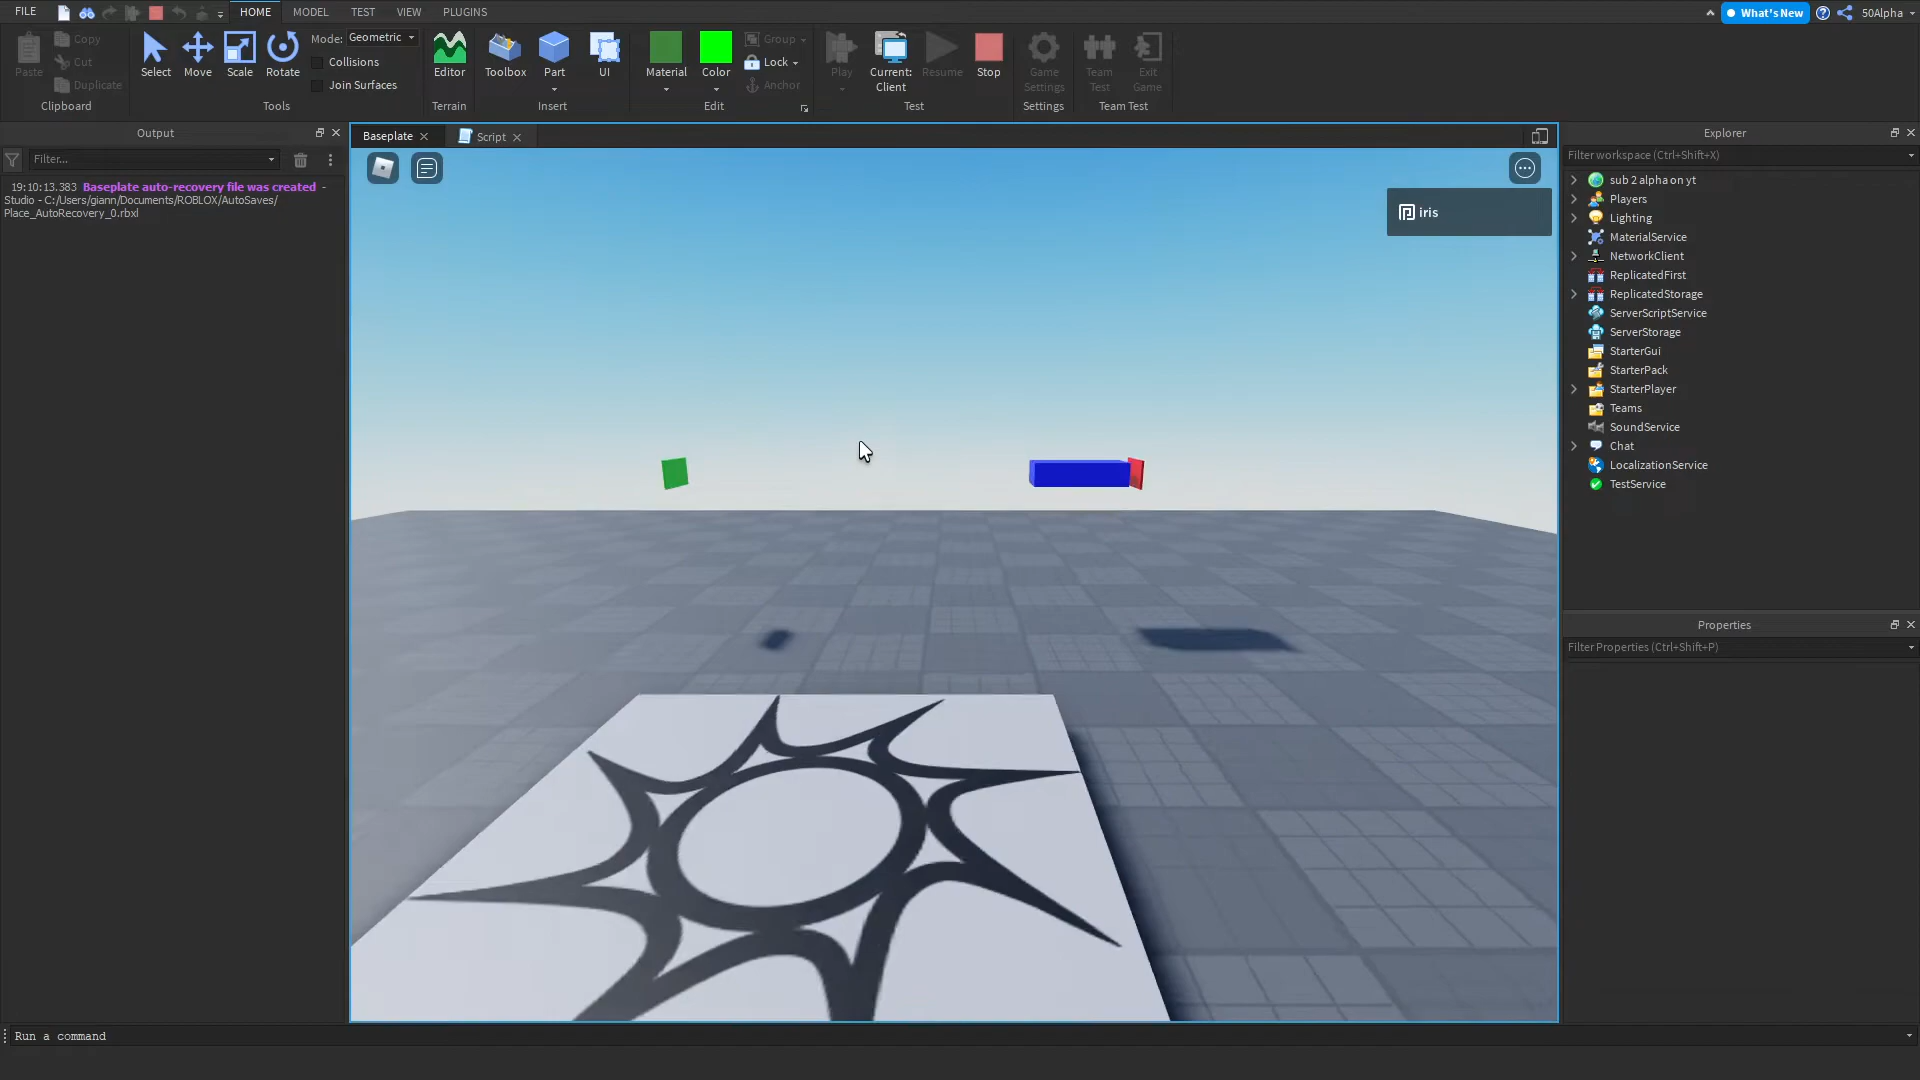 FILE HOME MODEL TEST VIEW PLUGINS What's New 50Alpha
Paste Copy Cut Duplicate Clipboard
Select Move Scale Rotate Mode: Geometric Collisions Join Surfaces Tools
Editor Terrain
Toolbox Part UI Insert
Material Color Group Lock Anchor Edit
Play Current: Client Resume Stop Test
Game Settings Settings
Team Test Exit Game Team Test
Output
Filter...
19:10:13.383 Baseplate auto-recovery file was created -
Studio - C:/Users/giann/Documents/ROBLOX/AutoSaves/
Place_AutoRecovery_0.rbxl
Baseplate Script
iris
Explorer
Filter workspace (Ctrl+Shift+X)
sub 2 alpha on yt
Players
Lighting
MaterialService
NetworkClient
ReplicatedFirst
ReplicatedStorage
ServerScriptService
ServerStorage
StarterGui
StarterPack
StarterPlayer
Teams
SoundService
Chat
LocalizationService
TestService
Properties
Filter Properties (Ctrl+Shift+P)
Run a command